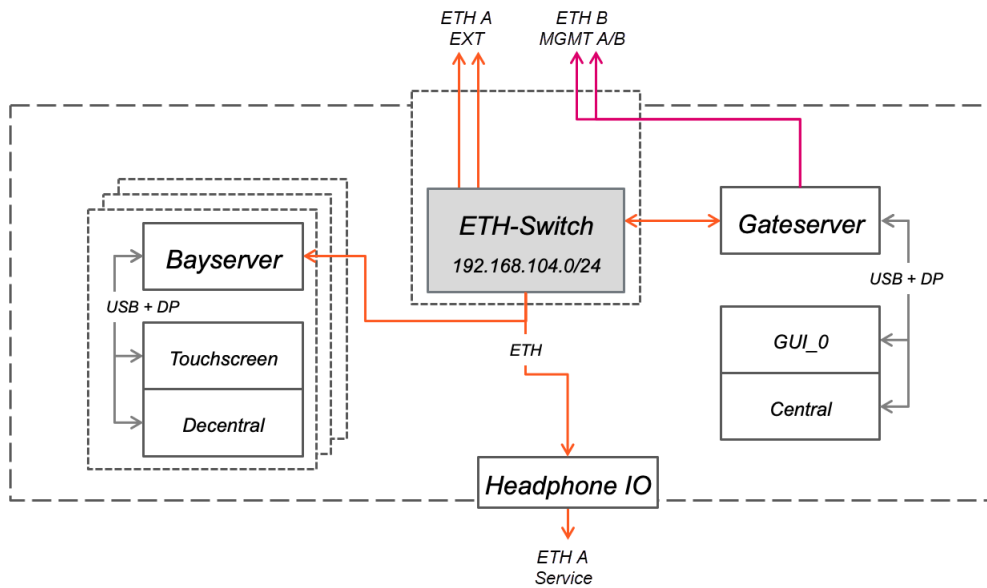 ETH A
EXT
ETH B
MGMT A/B
ETH-Switch
192.168.104.0/24
Gateserver
Bayserver
USB + DP
USB + DP
Touchscreen
Decentral
ETH
GUI_0
Central
Headphone IO
ETH A
Service